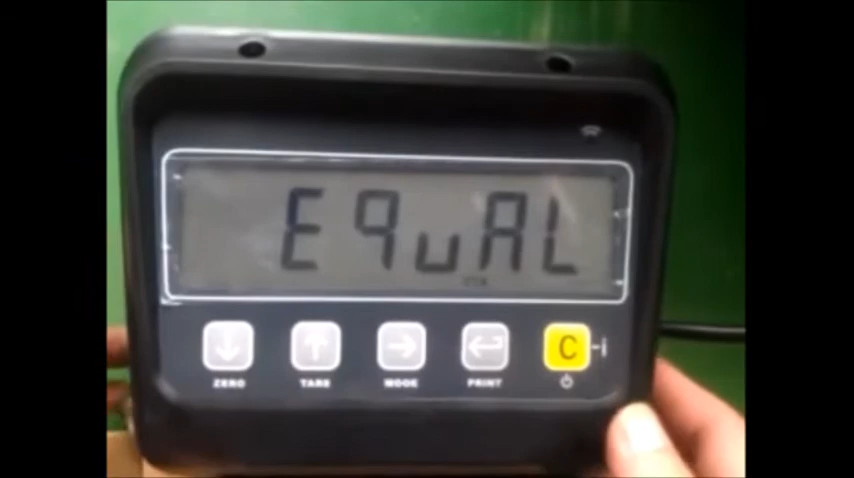 EquAL
C -i
ZERO TARE MODE PRINT